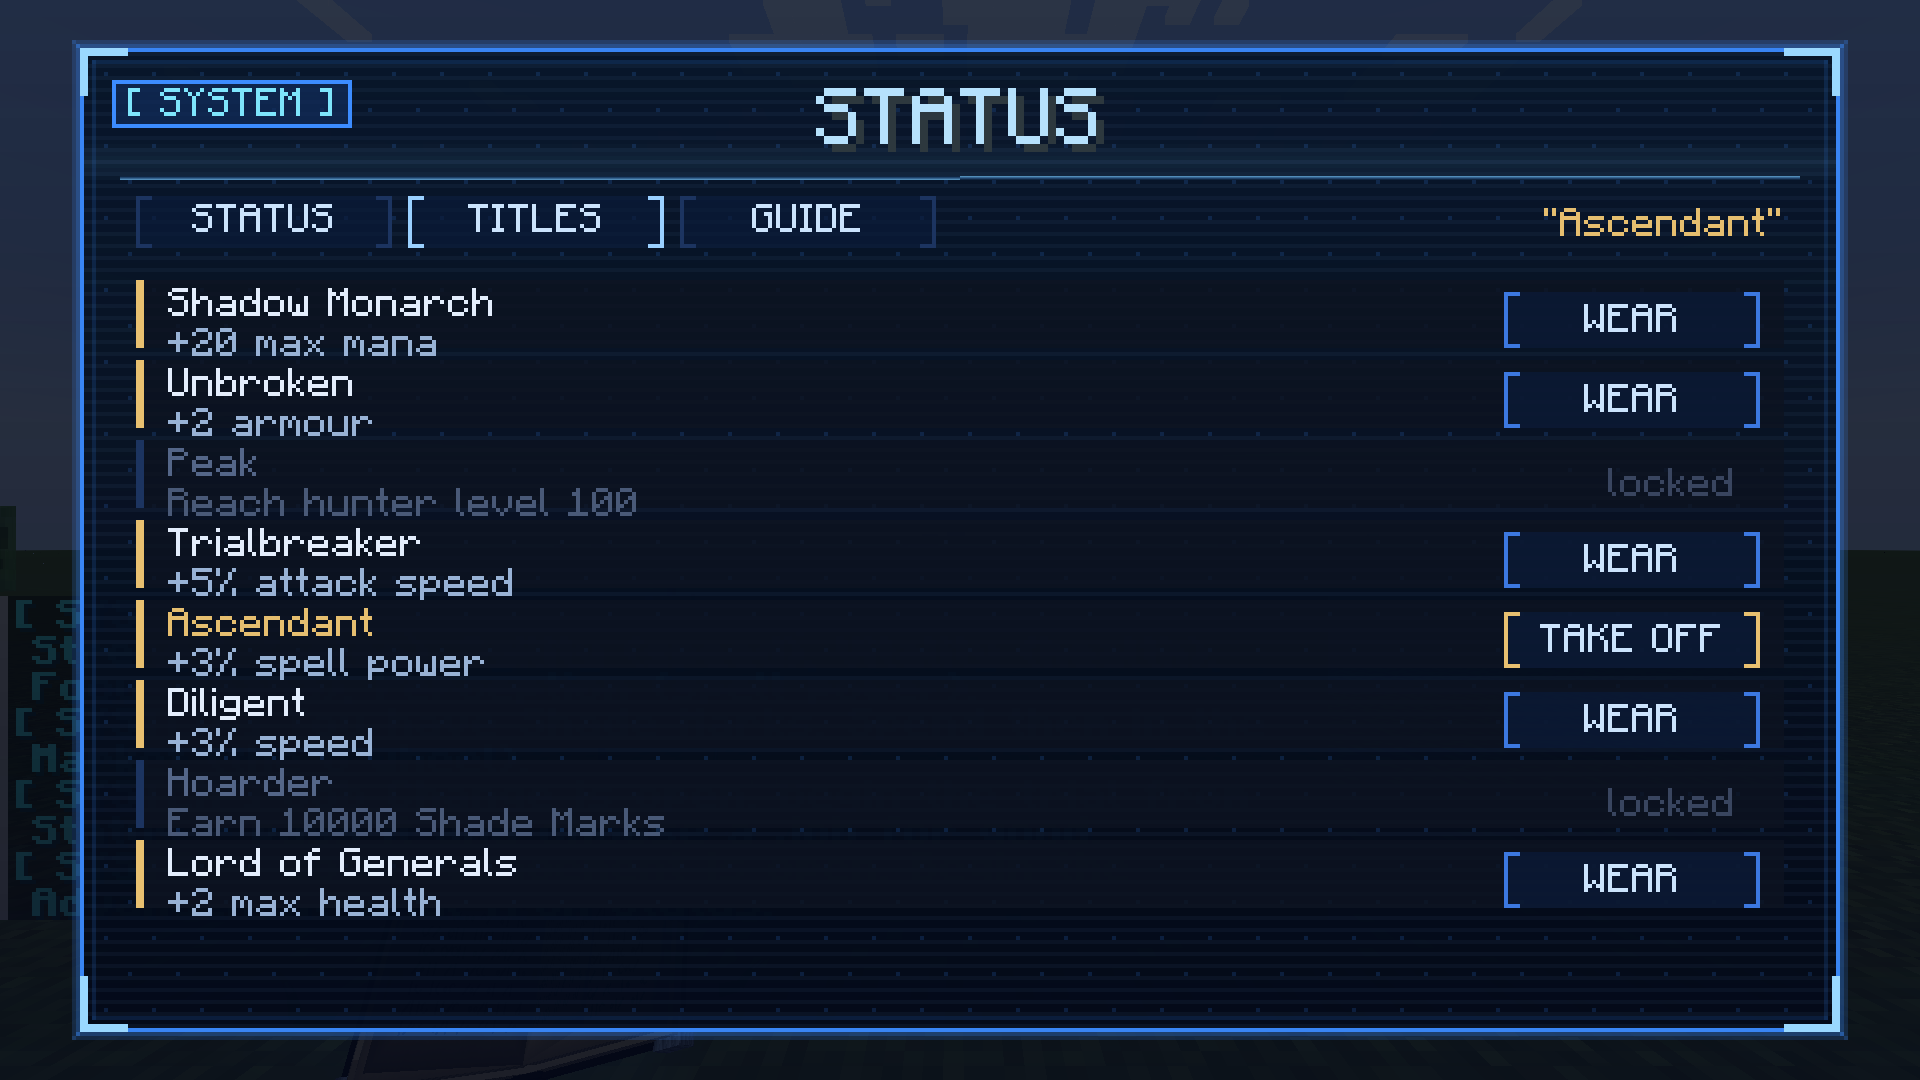 [ SYSTEM ]
STATUS
STATUS
TITLES
GUIDE
"Ascendant"
Shadow Monarch
+20 max mana
WEAR
Unbroken
+2 armour
WEAR
Peak
Reach hunter level 100
locked
Trialbreaker
+5% attack speed
WEAR
Ascendant
+3% spell power
TAKE OFF
Diligent
+3% speed
WEAR
Hoarder
Earn 10000 Shade Marks
locked
Lord of Generals
+2 max health
WEAR